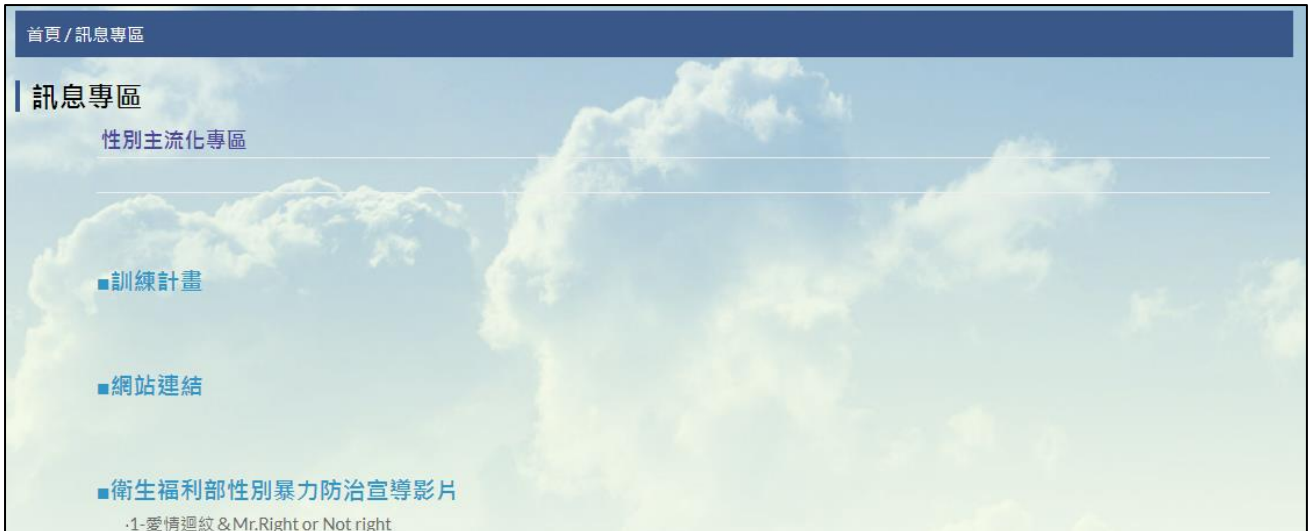 首頁/訊息專區
訊息專區
性別主流化專區
■訓練計畫
■網站連結
■衛生福利部性別暴力防治宣導影片
·1-愛情迴紋＆Mr.Right or Not right